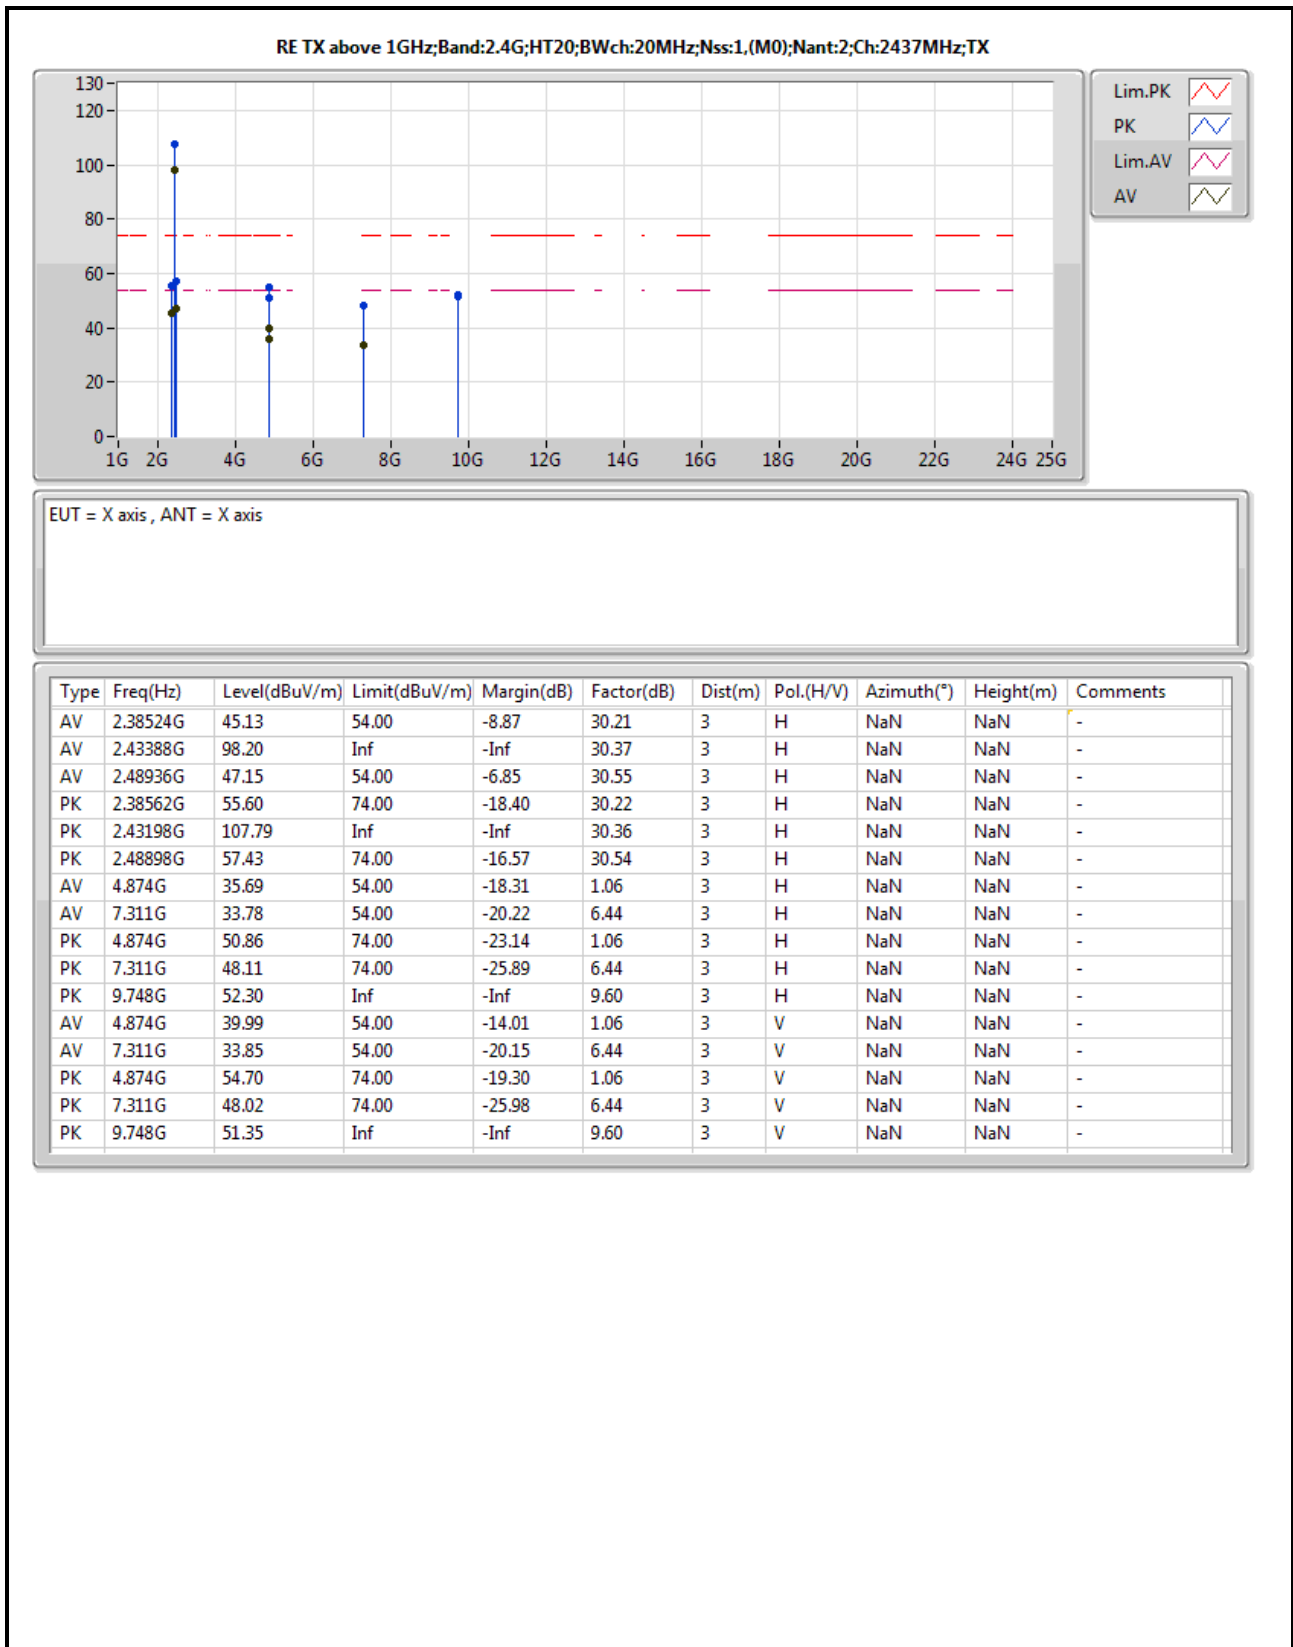 RE TX above 1GHz;Band:2.4G;HT20;BWch:20MHz;Nss:1,(M0);Nant:2;Ch:2437MHz;TX
130
120
100
80
60
40
20
0
1G 2G 4G 6G 8G 10G 12G 14G 16G 18G 20G 22G 24G 25G
Lim.PK
PK
Lim.AV
AV
EUT = X axis , ANT = X axis
Type Freq(Hz) Level(dBuV/m) Limit(dBuV/m) Margin(dB) Factor(dB) Dist(m) Pol.(H/V) Azimuth(°) Height(m) Comments
AV 2.38524G 45.13 54.00 -8.87 30.21 3 H NaN NaN -
AV 2.43388G 98.20 Inf -Inf 30.37 3 H NaN NaN -
AV 2.48936G 47.15 54.00 -6.85 30.55 3 H NaN NaN -
PK 2.38562G 55.60 74.00 -18.40 30.22 3 H NaN NaN -
PK 2.43198G 107.79 Inf -Inf 30.36 3 H NaN NaN -
PK 2.48898G 57.43 74.00 -16.57 30.54 3 H NaN NaN -
AV 4.874G 35.69 54.00 -18.31 1.06 3 H NaN NaN -
AV 7.311G 33.78 54.00 -20.22 6.44 3 H NaN NaN -
PK 4.874G 50.86 74.00 -23.14 1.06 3 H NaN NaN -
PK 7.311G 48.11 74.00 -25.89 6.44 3 H NaN NaN -
PK 9.748G 52.30 Inf -Inf 9.60 3 H NaN NaN -
AV 4.874G 39.99 54.00 -14.01 1.06 3 V NaN NaN -
AV 7.311G 33.85 54.00 -20.15 6.44 3 V NaN NaN -
PK 4.874G 54.70 74.00 -19.30 1.06 3 V NaN NaN -
PK 7.311G 48.02 74.00 -25.98 6.44 3 V NaN NaN -
PK 9.748G 51.35 Inf -Inf 9.60 3 V NaN NaN -